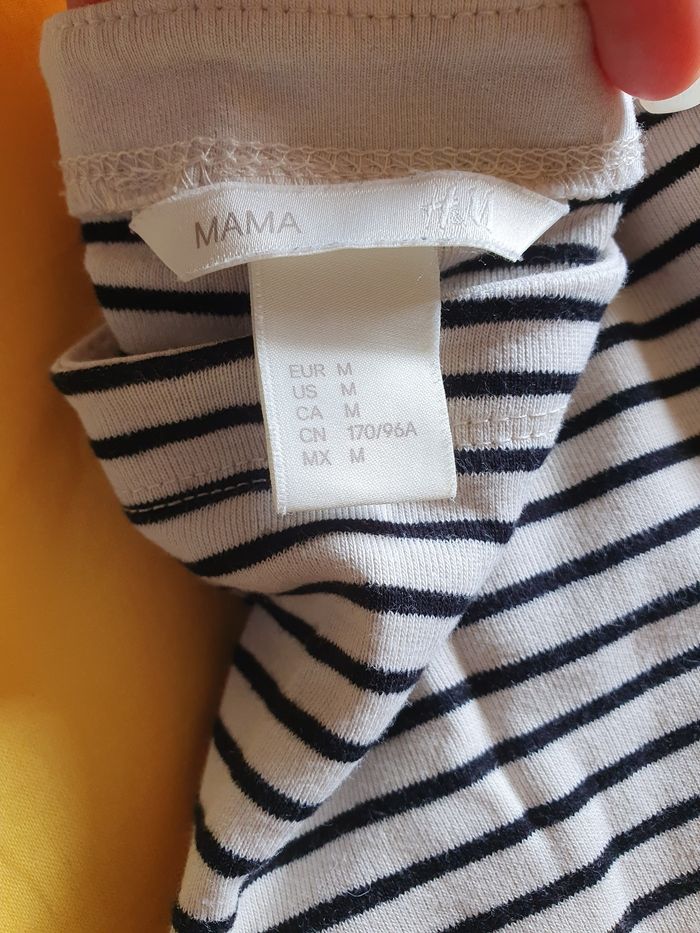 MAMA H&M
EUR M
US M
CA M
CN 170/96A
MX M